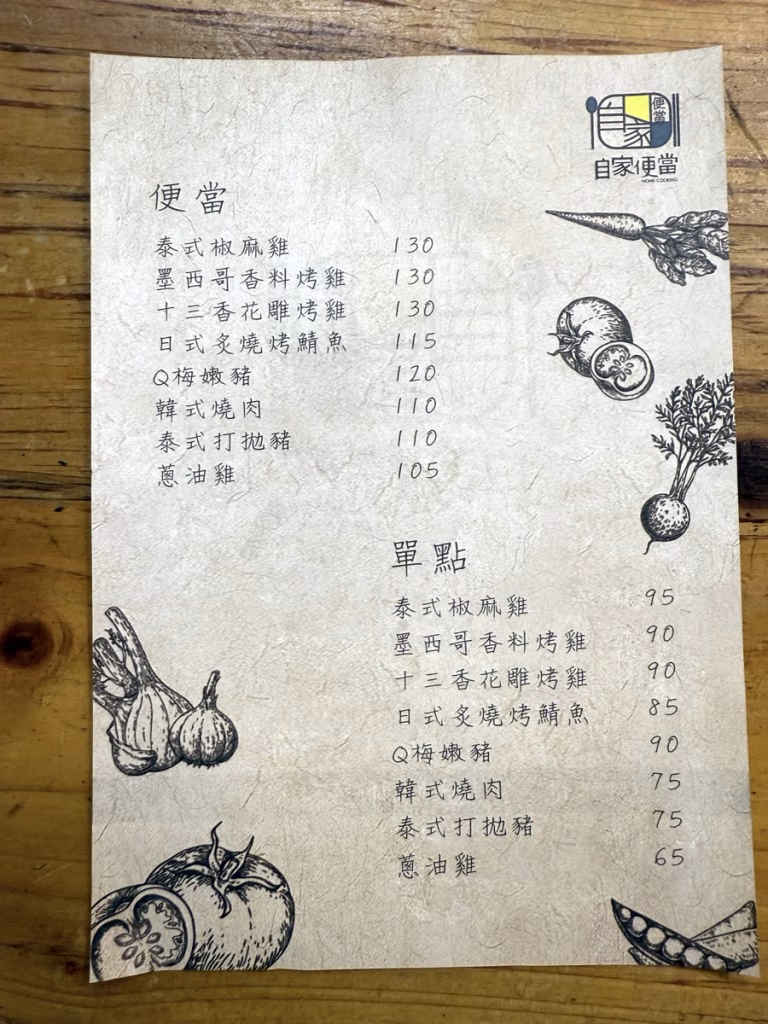 自家便當
自家便當
HOME COOKING
便當
泰式椒麻雞 130
墨西哥香料烤雞 130
十三香花雕烤雞 130
日式炙燒烤鯖魚 115
Q梅嫩豬 120
韓式燒肉 110
泰式打拋豬 110
蔥油雞 105
單點
泰式椒麻雞 95
墨西哥香料烤雞 90
十三香花雕烤雞 90
日式炙燒烤鯖魚 85
Q梅嫩豬 90
韓式燒肉 75
泰式打拋豬 75
蔥油雞 65